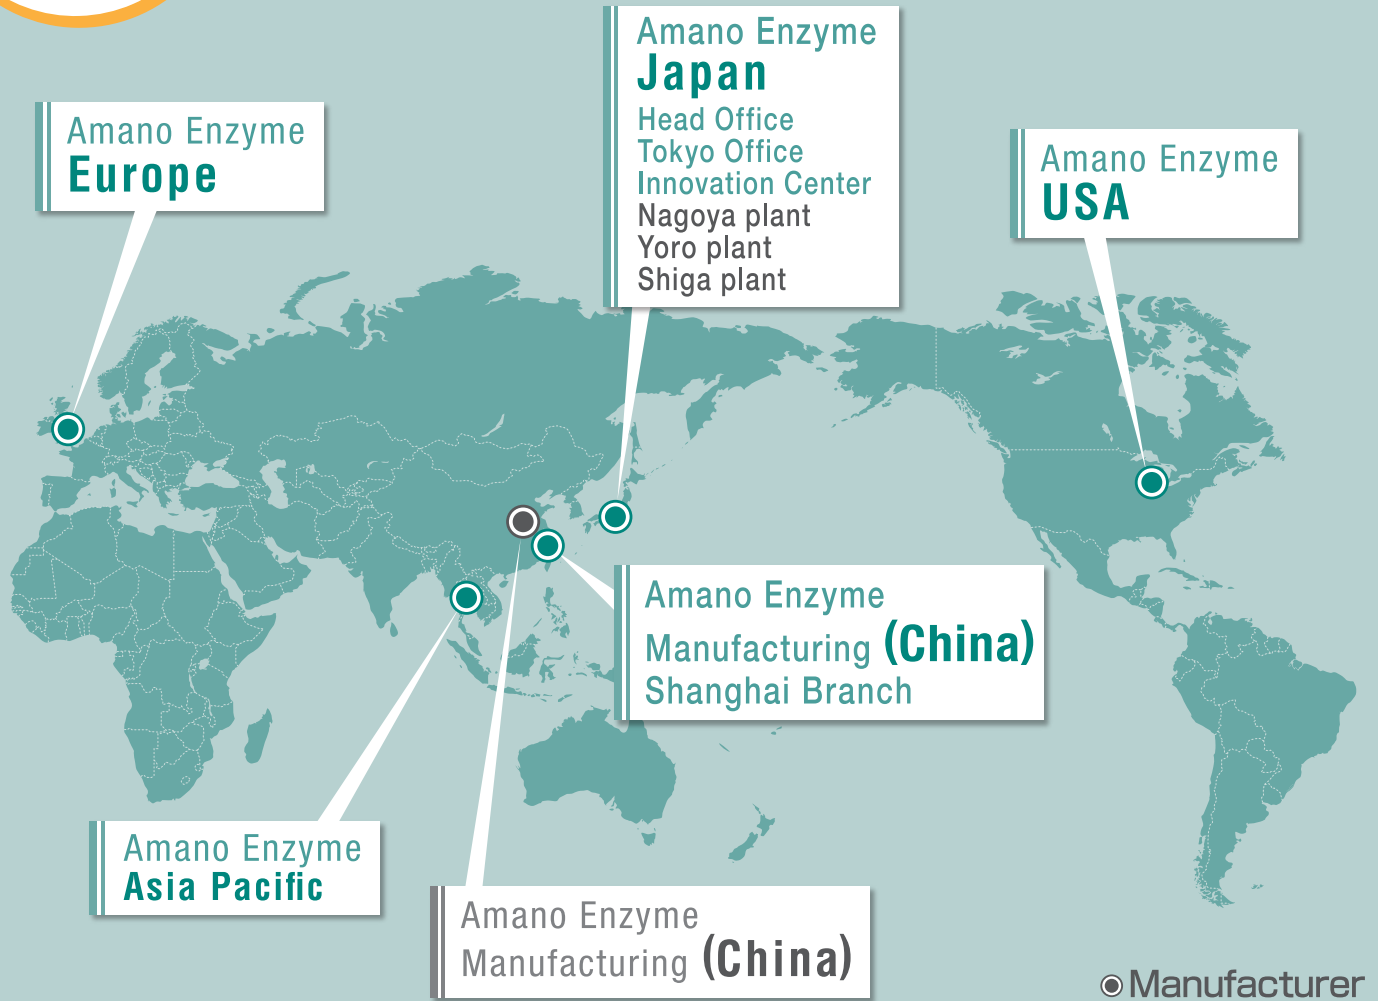 Amano Enzyme
Japan
Head Office
Tokyo Office
Innovation Center
Nagoya plant
Yoro plant
Shiga plant
Amano Enzyme
Europe
Amano Enzyme
USA
Amano Enzyme
Manufacturing (China)
Shanghai Branch
Amano Enzyme
Asia Pacific
Amano Enzyme
Manufacturing (China)
Manufacturer